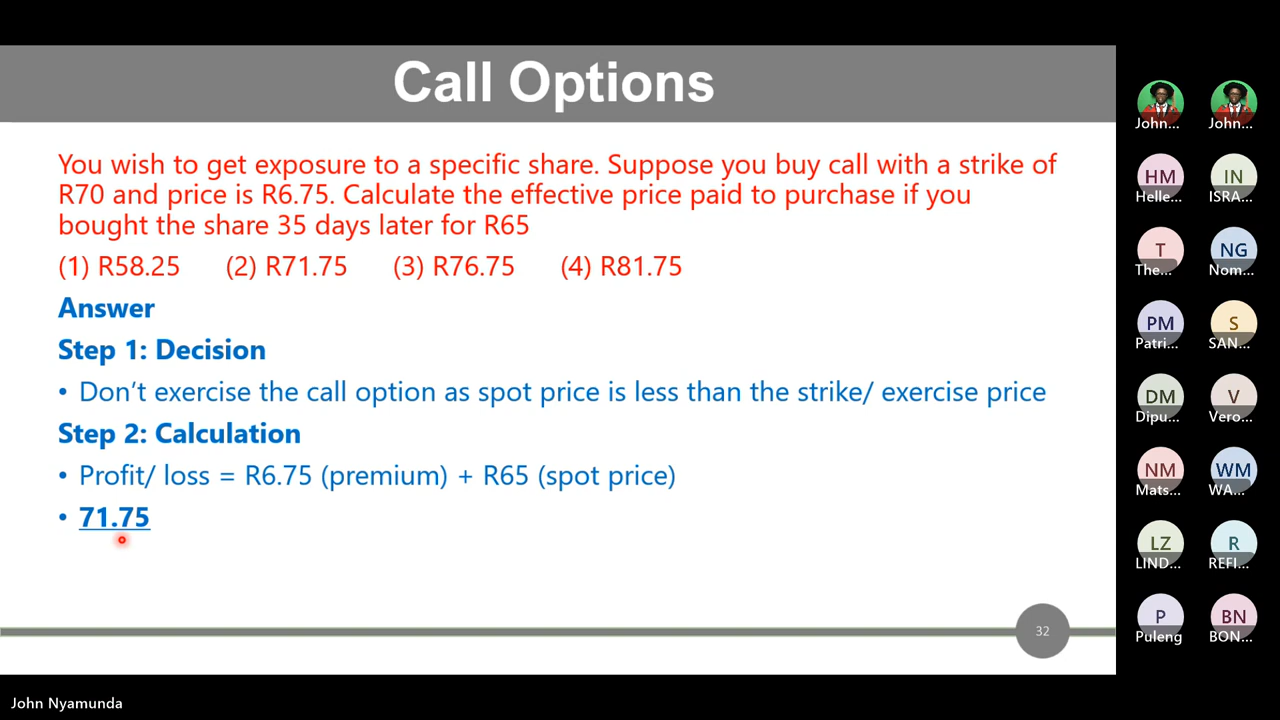 Call Options
You wish to get exposure to a specific share. Suppose you buy call with a strike of
R70 and price is R6.75. Calculate the effective price paid to purchase if you
bought the share 35 days later for R65
(1) R58.25 (2) R71.75 (3) R76.75 (4) R81.75
Answer
Step 1: Decision
• Don’t exercise the call option as spot price is less than the strike/ exercise price
Step 2: Calculation
• Profit/ loss = R6.75 (premium) + R65 (spot price)
• 71.75
32
John... John...
HM IN
Helle... ISRA...
T NG
The... Nom...
PM S
Patri... SAN...
DM V
Dipu... Vero...
NM WM
Mats... WA...
LZ R
LIND... REFI...
P BN
Puleng BON...
John Nyamunda